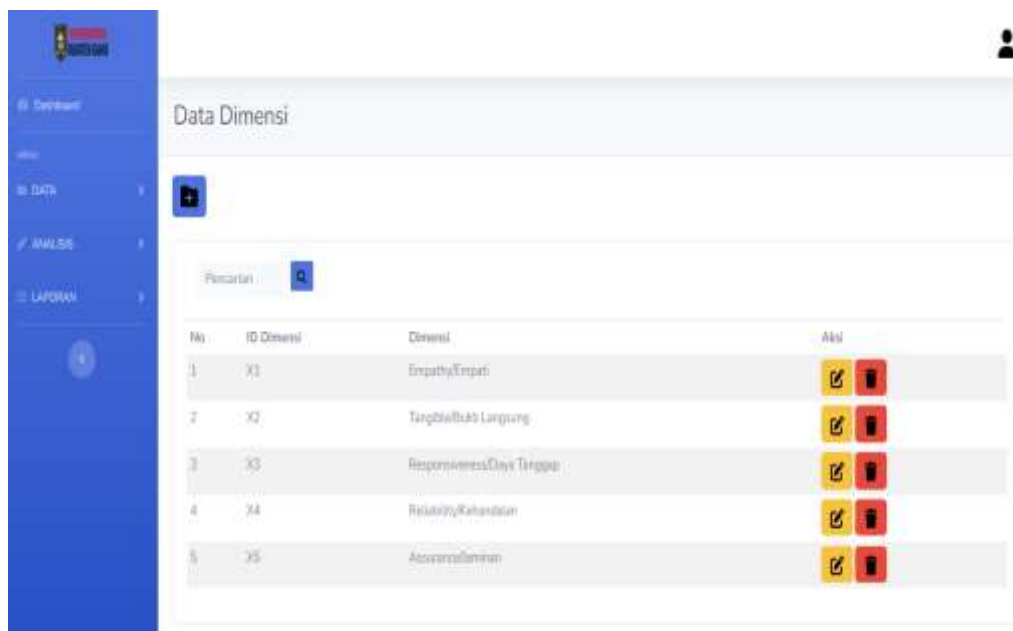 Dashboard
MENU
DATA
ANALISIS
LAPORAN
Data Dimensi
Pencarian
No ID Dimensi Dimensi Aksi
1 X1 Empathy/Empati
2 X2 Tangible/Bukti Langsung
3 X3 Responsiveness/Daya Tanggap
4 X4 Reliability/Kehandalan
5 X5 Assurance/Jaminan